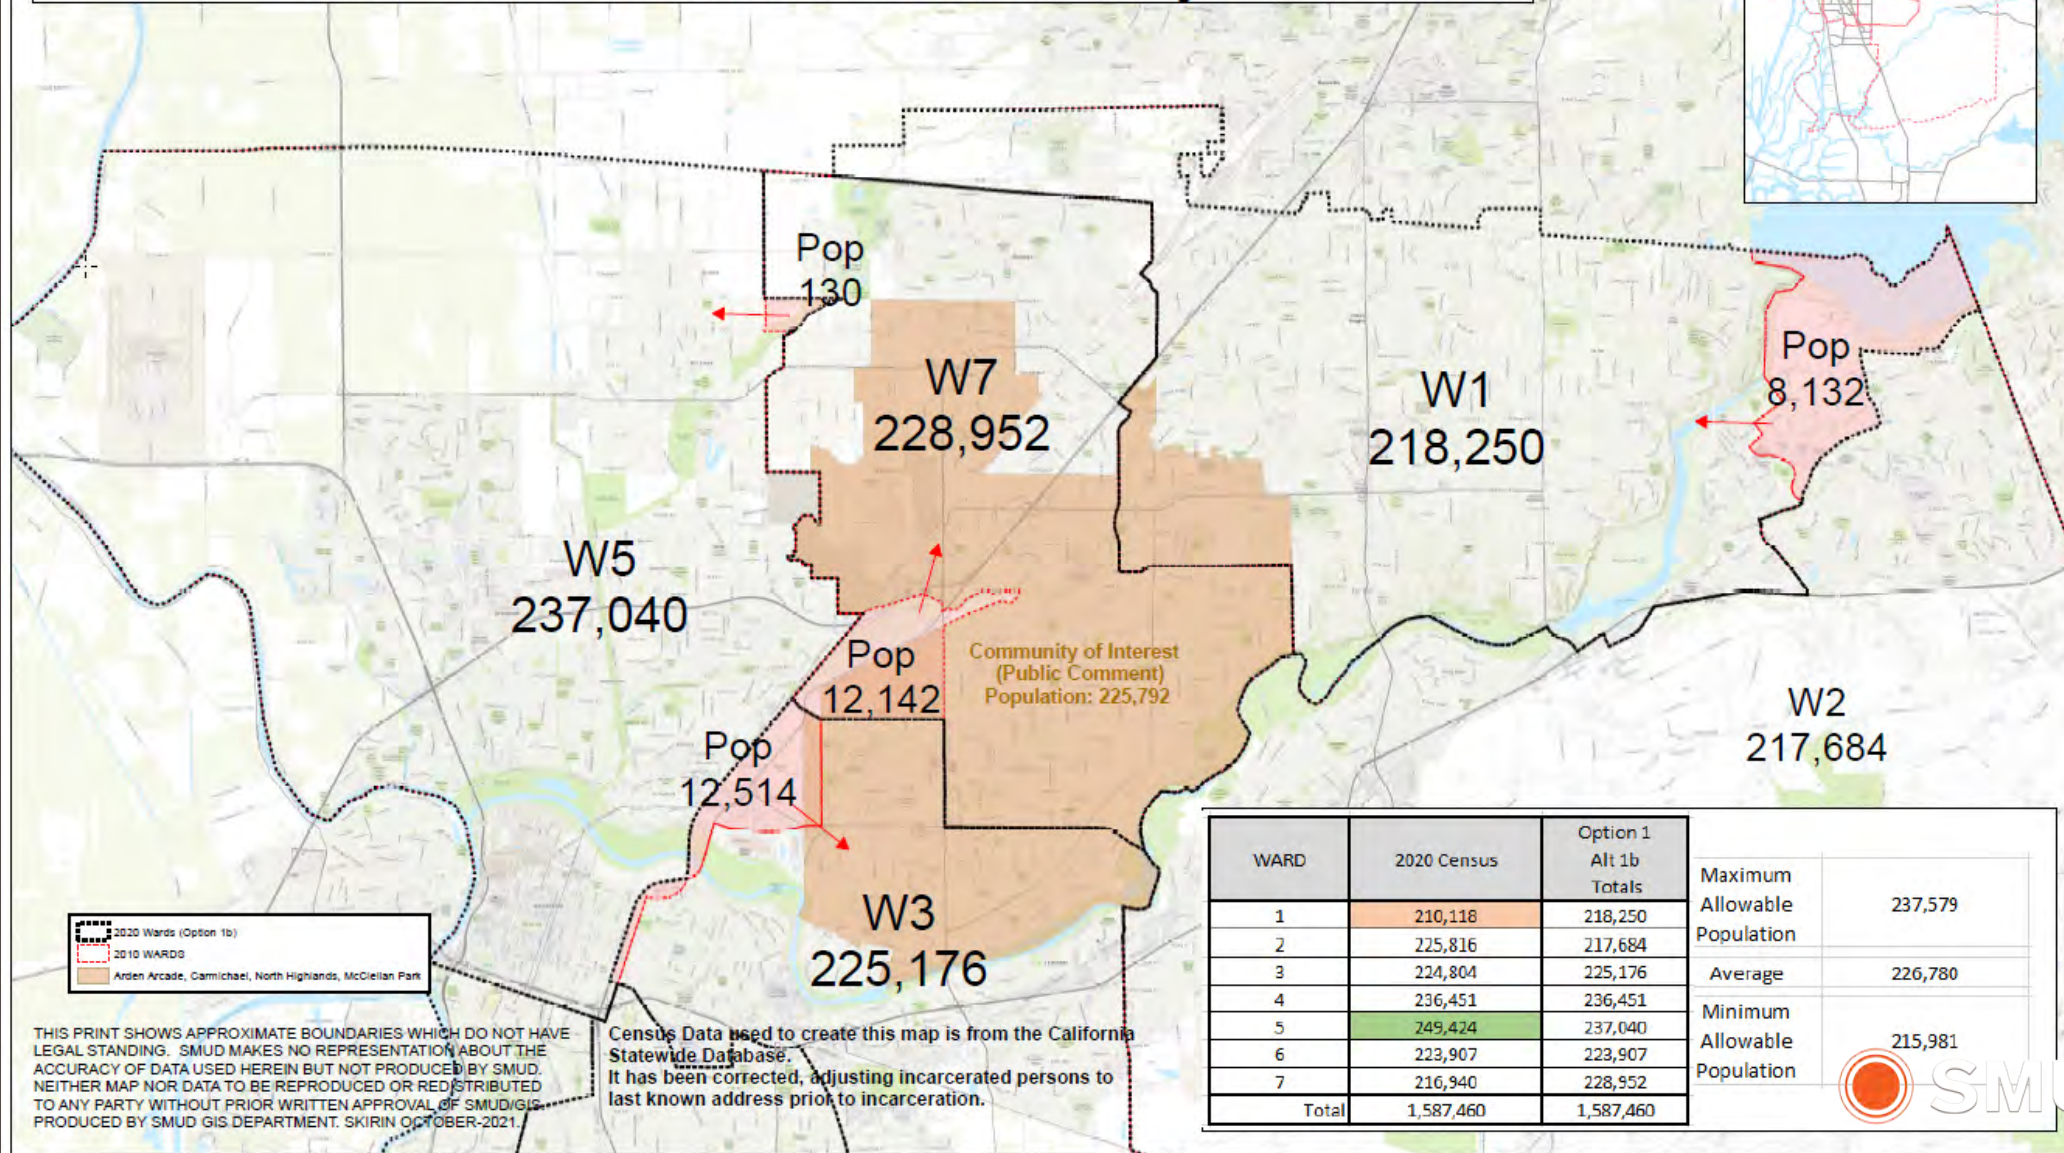 Pop
130
W7
228,952
W1
218,250
Pop
8,132
W5
237,040
Pop
12,142
Community of Interest
(Public Comment)
Population: 225,792
Pop
12,514
W2
217,684
W3
225,176
2020 Wards (Option 1b)
2010 WARDS
Arden Arcade, Carmichael, North Highlands, McClellan Park
THIS PRINT SHOWS APPROXIMATE BOUNDARIES WHICH DO NOT HAVE
LEGAL STANDING. SMUD MAKES NO REPRESENTATION ABOUT THE
ACCURACY OF DATA USED HEREIN BUT NOT PRODUCED BY SMUD.
NEITHER MAP NOR DATA TO BE REPRODUCED OR REDISTRIBUTED
TO ANY PARTY WITHOUT PRIOR WRITTEN APPROVAL OF SMUD/GIS.
PRODUCED BY SMUD GIS DEPARTMENT. SKIRIN OCTOBER-2021.
Census Data used to create this map is from the California
Statewide Database.
It has been corrected, adjusting incarcerated persons to
last known address prior to incarceration.
WARD 2020 Census Option 1 Alt 1b Totals
1 210,118 218,250
2 225,816 217,684
3 224,804 225,176
4 236,451 236,451
5 249,424 237,040
6 223,907 223,907
7 216,940 228,952
Total 1,587,460 1,587,460
Maximum
Allowable 237,579
Population
Average 226,780
Minimum
Allowable 215,981
Population
SMU